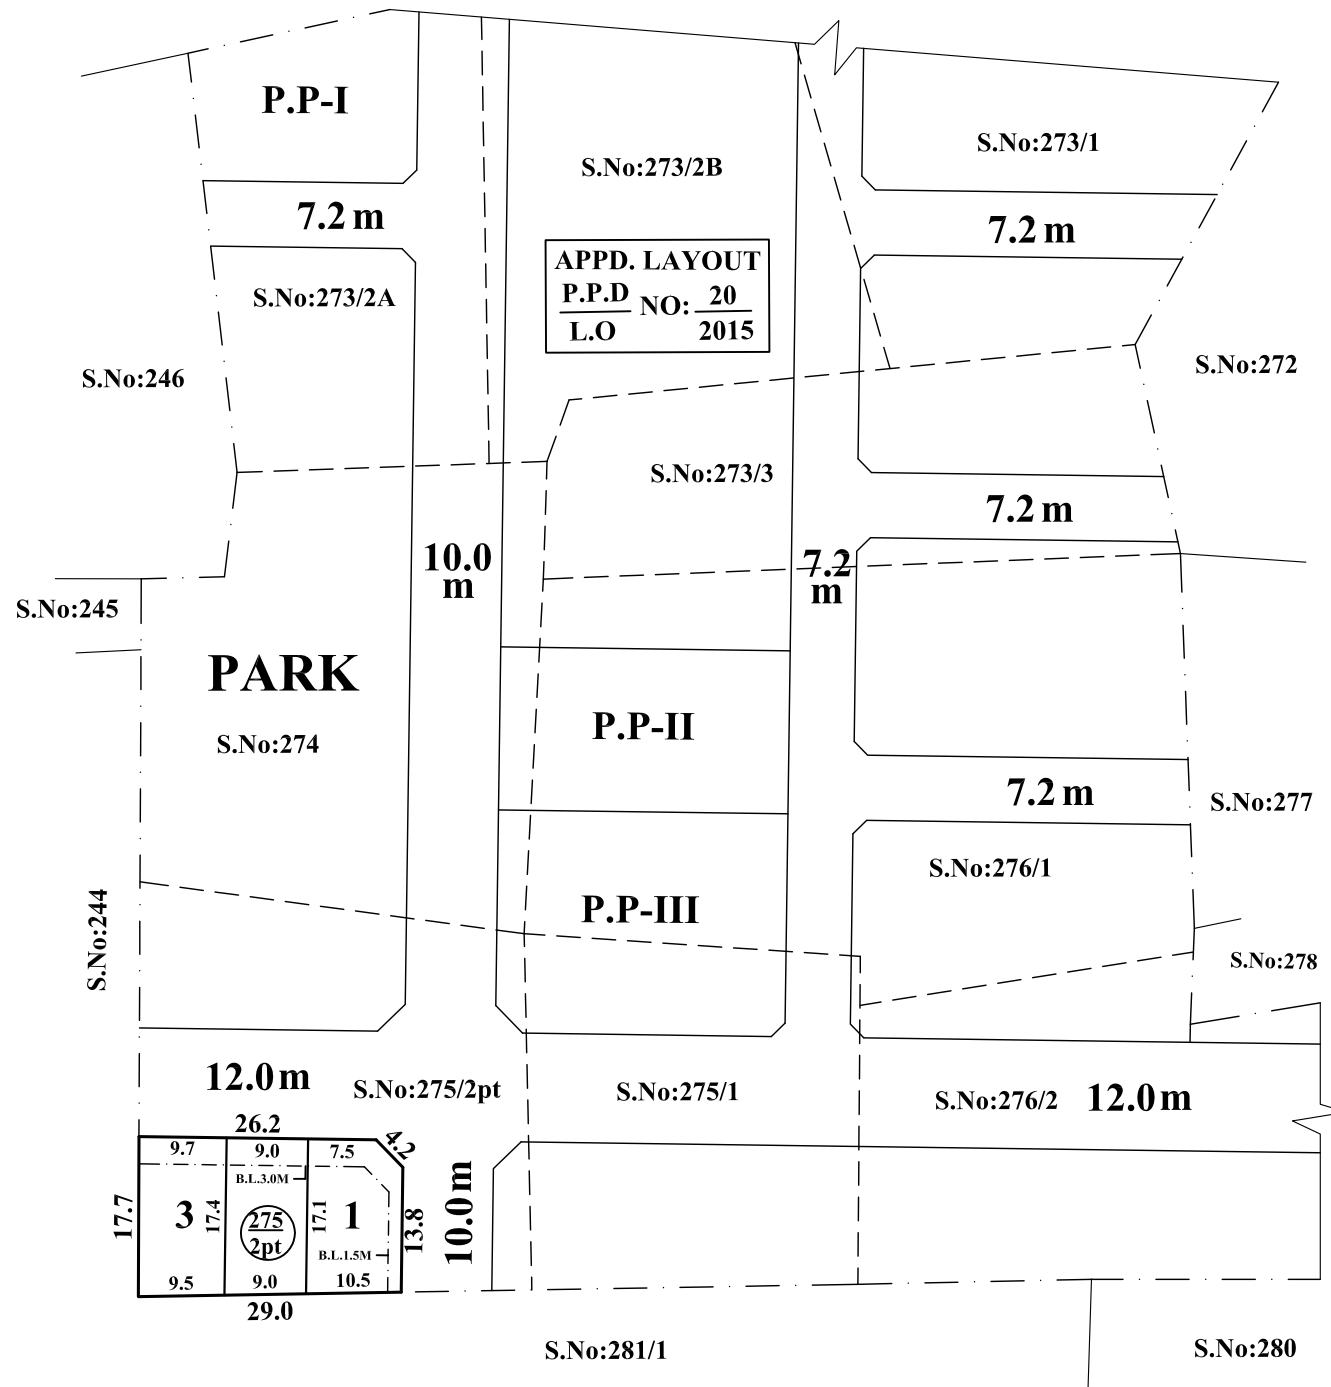 P.P-I
S.No:273/1
S.No:273/2B
7.2 m
7.2 m
APPD. LAYOUT
P.P.D NO: 20
L.O 2015
S.No:273/2A
S.No:246
S.No:272
S.No:273/3
7.2 m
10.0
m
7.2
m
S.No:245
PARK
S.No:274
P.P-II
7.2 m
S.No:277
S.No:276/1
P.P-III
S.No:244
S.No:278
12.0 m
S.No:275/2pt
S.No:275/1
S.No:276/2
12.0 m
26.2
4.2
9.7
9.0
7.5
B.L.3.0M
17.7
3
17.4
275
2pt
17.1
1
13.8
10.0 m
B.L.1.5M
9.5
9.0
10.5
29.0
S.No:281/1
S.No:280